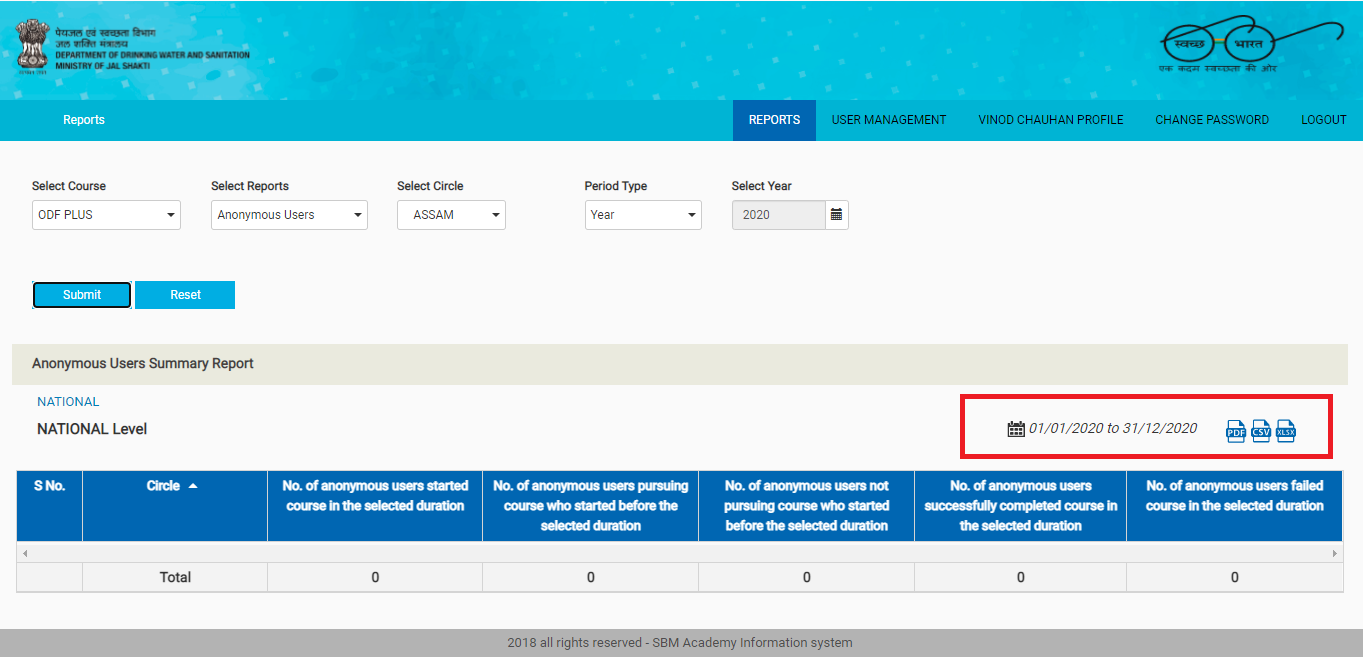 पेयजल एवं स्वच्छता विभाग
जल शक्ति मंत्रालय
DEPARTMENT OF DRINKING WATER AND SANITATION
MINISTRY OF JAL SHAKTI
स्वच्छ भारत
एक कदम स्वच्छता की ओर
Reports REPORTS USER MANAGEMENT VINOD CHAUHAN PROFILE CHANGE PASSWORD LOGOUT
Select Course Select Reports Select Circle Period Type Select Year
ODF PLUS Anonymous Users ASSAM Year 2020
Submit Reset
Anonymous Users Summary Report
NATIONAL
NATIONAL Level
01/01/2020 to 31/12/2020 PDF CSV XLSX
S No.
Circle
No. of anonymous users started
course in the selected duration
No. of anonymous users pursuing
course who started before the
selected duration
No. of anonymous users not
pursuing course who started
before the selected duration
No. of anonymous users
successfully completed course in
the selected duration
No. of anonymous users failed
course in the selected duration
Total 0 0 0 0 0
2018 all rights reserved - SBM Academy Information system